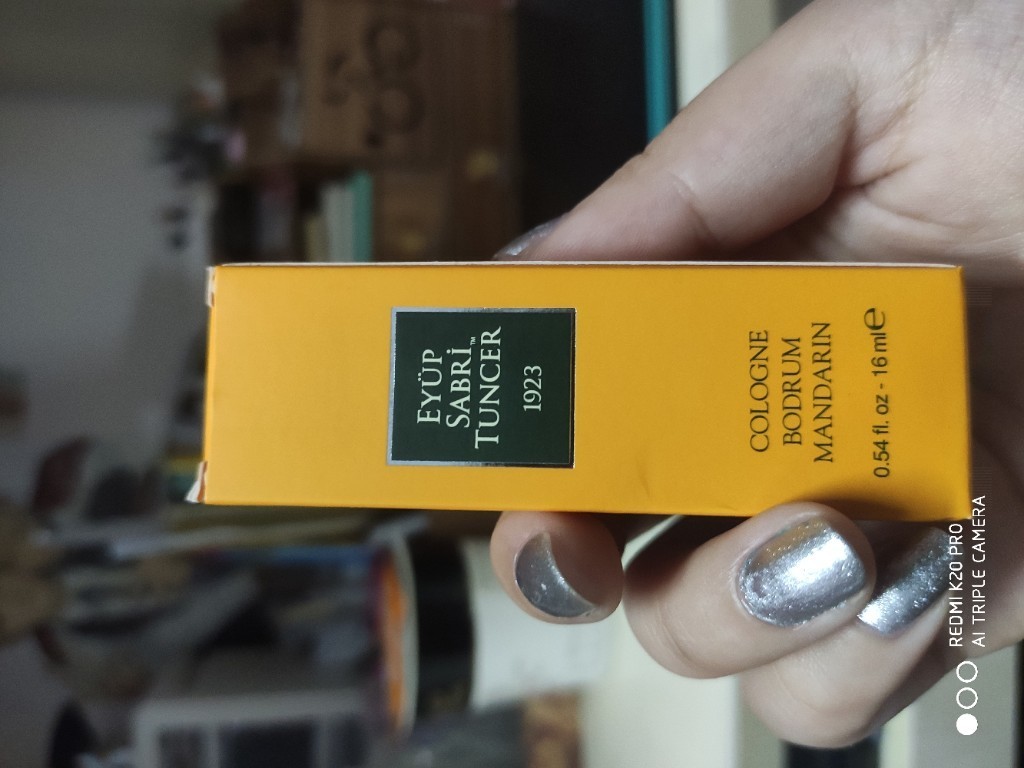 EYÜP
SABRİ™
TUNCER
1923
COLOGNE
BODRUM
MANDARIN
0.54 fl. oz - 16 ml e
REDMI K20 PRO
AI TRIPLE CAMERA